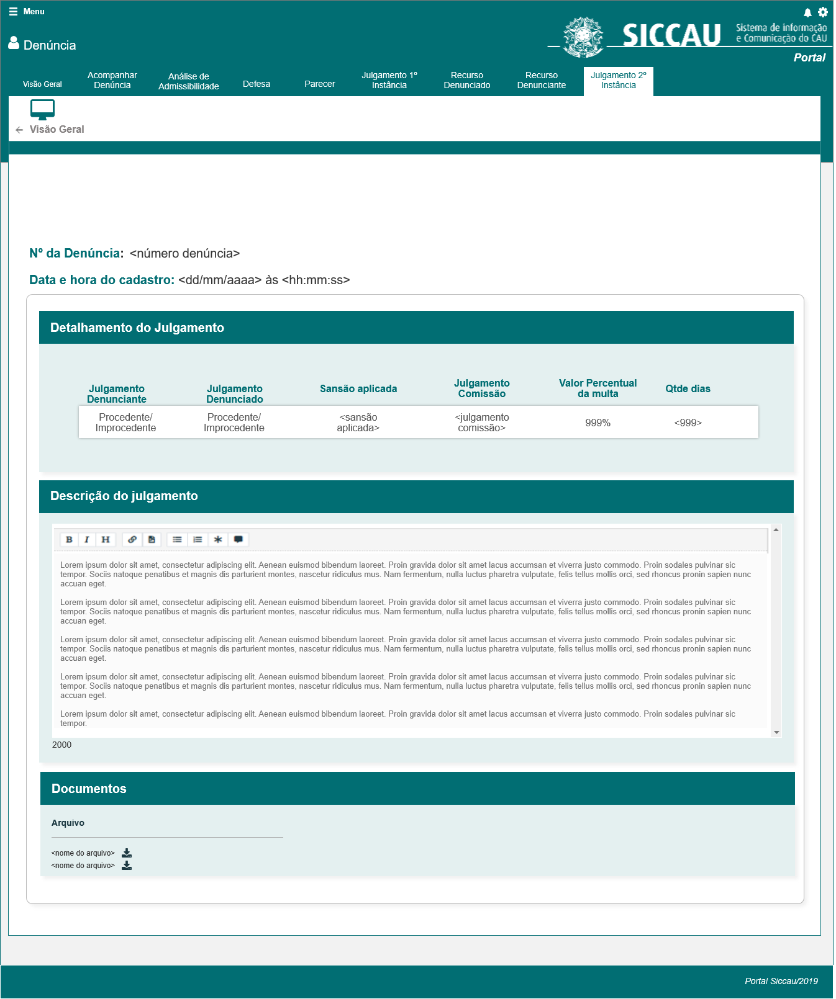 Menu
Denúncia
SICCAU
Sistema de informação
e Comunicação do CAU
Portal
Visão Geral
Acompanhar
Denúncia
Análise de
Admissibilidade
Defesa
Parecer
Julgamento 1º
Instância
Recurso
Denunciado
Recurso
Denunciante
Julgamento 2º
Instância
Visão Geral
Nº da Denúncia: <número denúncia>
Data e hora do cadastro: <dd/mm/aaaa> às <hh:mm:ss>
Detalhamento do Julgamento
Julgamento
Denunciante
Julgamento
Denunciado
Sansão aplicada
Julgamento
Comissão
Valor Percentual
da multa
Qtde dias
Procedente/
Improcedente
Procedente/
Improcedente
<sansão
aplicada>
<julgamento
comissão>
999%
<999>
Descrição do julgamento
B I H
Lorem ipsum dolor sit amet, consectetur adipiscing elit. Aenean euismod bibendum laoreet. Proin gravida dolor sit amet lacus accumsan et viverra justo commodo. Proin sodales pulvinar sic
tempor. Sociis natoque penatibus et magnis dis parturient montes, nascetur ridiculus mus. Nam fermentum, nulla luctus pharetra vulputate, felis tellus mollis orci, sed rhoncus pronin sapien nunc
accuan eget.
Lorem ipsum dolor sit amet, consectetur adipiscing elit. Aenean euismod bibendum laoreet. Proin gravida dolor sit amet lacus accumsan et viverra justo commodo. Proin sodales pulvinar sic
tempor. Sociis natoque penatibus et magnis dis parturient montes, nascetur ridiculus mus. Nam fermentum, nulla luctus pharetra vulputate, felis tellus mollis orci, sed rhoncus pronin sapien nunc
accuan eget.
Lorem ipsum dolor sit amet, consectetur adipiscing elit. Aenean euismod bibendum laoreet. Proin gravida dolor sit amet lacus accumsan et viverra justo commodo. Proin sodales pulvinar sic
tempor. Sociis natoque penatibus et magnis dis parturient montes, nascetur ridiculus mus. Nam fermentum, nulla luctus pharetra vulputate, felis tellus mollis orci, sed rhoncus pronin sapien nunc
accuan eget.
Lorem ipsum dolor sit amet, consectetur adipiscing elit. Aenean euismod bibendum laoreet. Proin gravida dolor sit amet lacus accumsan et viverra justo commodo. Proin sodales pulvinar sic
tempor. Sociis natoque penatibus et magnis dis parturient montes, nascetur ridiculus mus. Nam fermentum, nulla luctus pharetra vulputate, felis tellus mollis orci, sed rhoncus pronin sapien nunc
accuan eget.
Lorem ipsum dolor sit amet, consectetur adipiscing elit. Aenean euismod bibendum laoreet. Proin gravida dolor sit amet lacus accumsan et viverra justo commodo. Proin sodales pulvinar sic
tempor.
2000
Documentos
Arquivo
<nome do arquivo>
<nome do arquivo>
Portal Siccau/2019